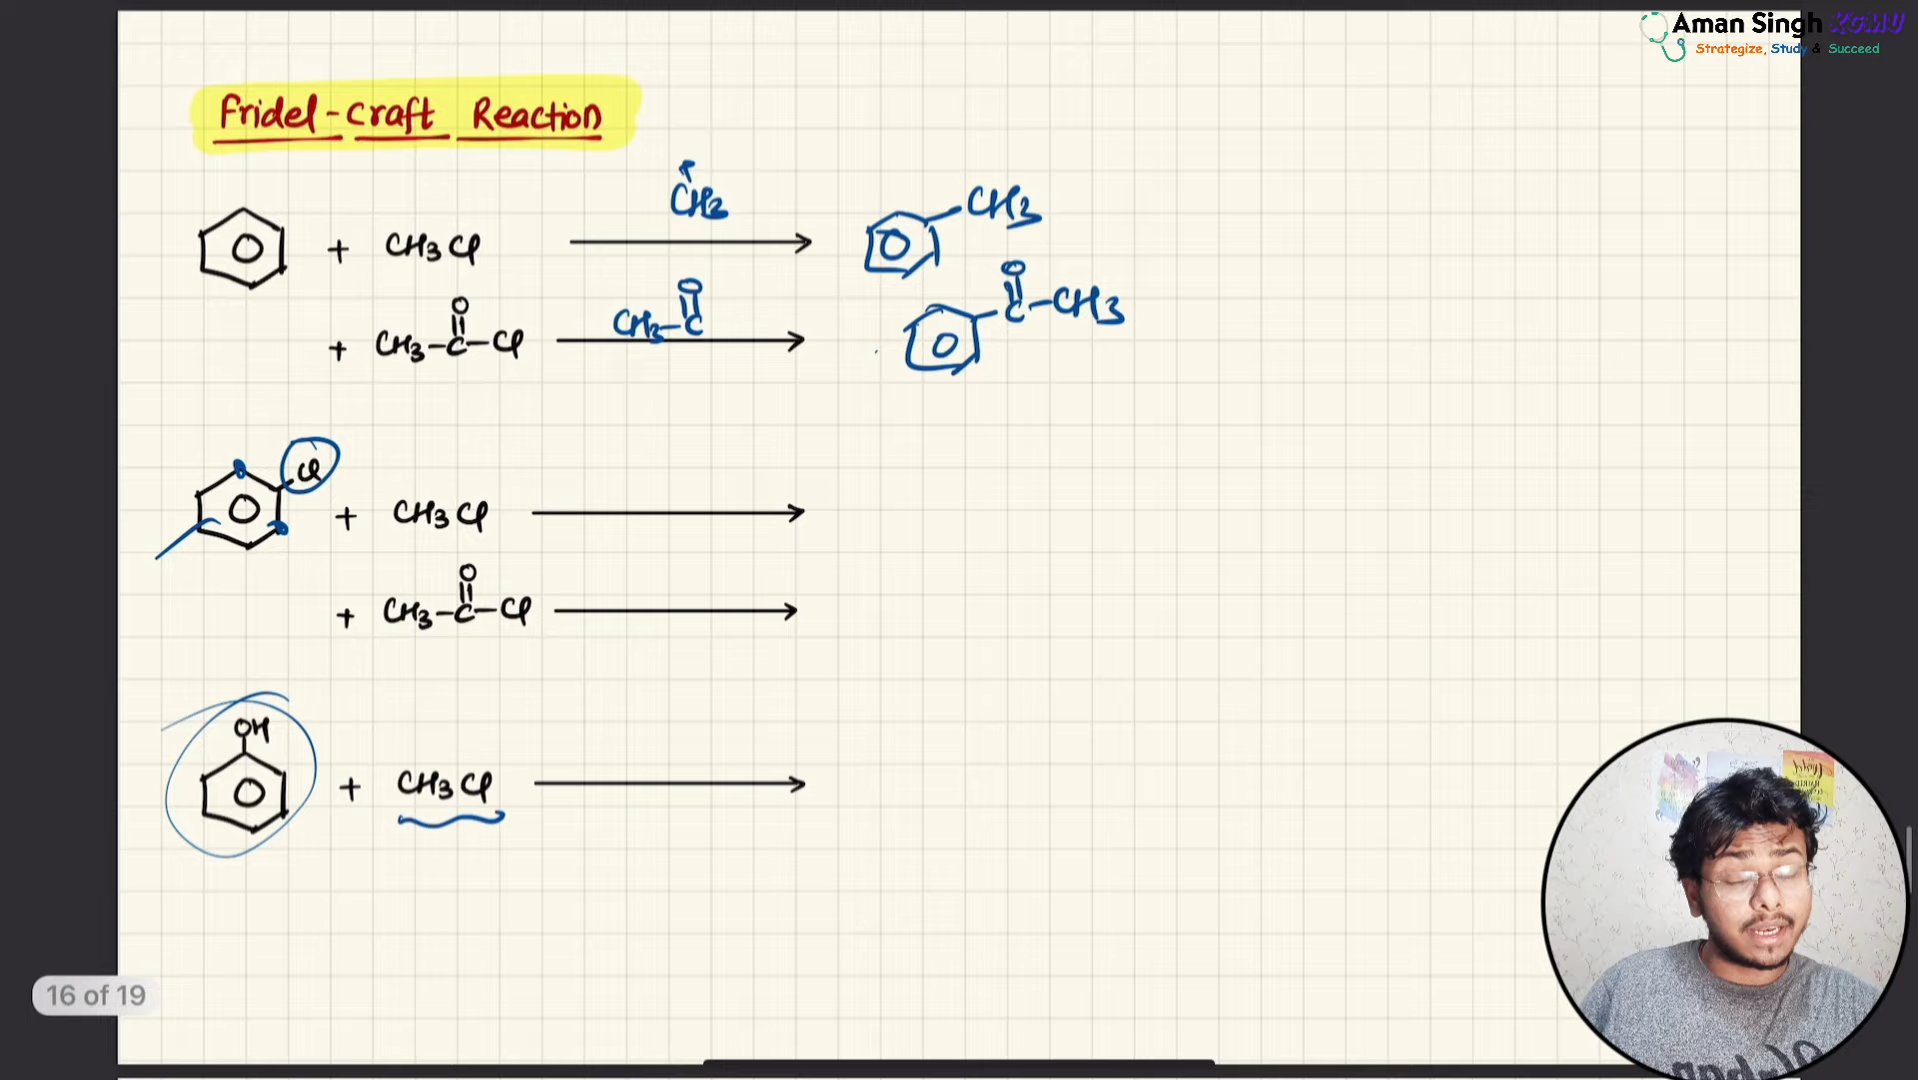 Aman Singh XGMU
Strategize, Study & Succeed
Fridel-Craft Reaction
CH3
+ CH3Cl
CH3
O
CH3-C
O
C-CH3
O
+ CH3-C-Cl
Cl
+ CH3Cl
O
+ CH3-C-Cl
OH
+ CH3Cl
16 of 19